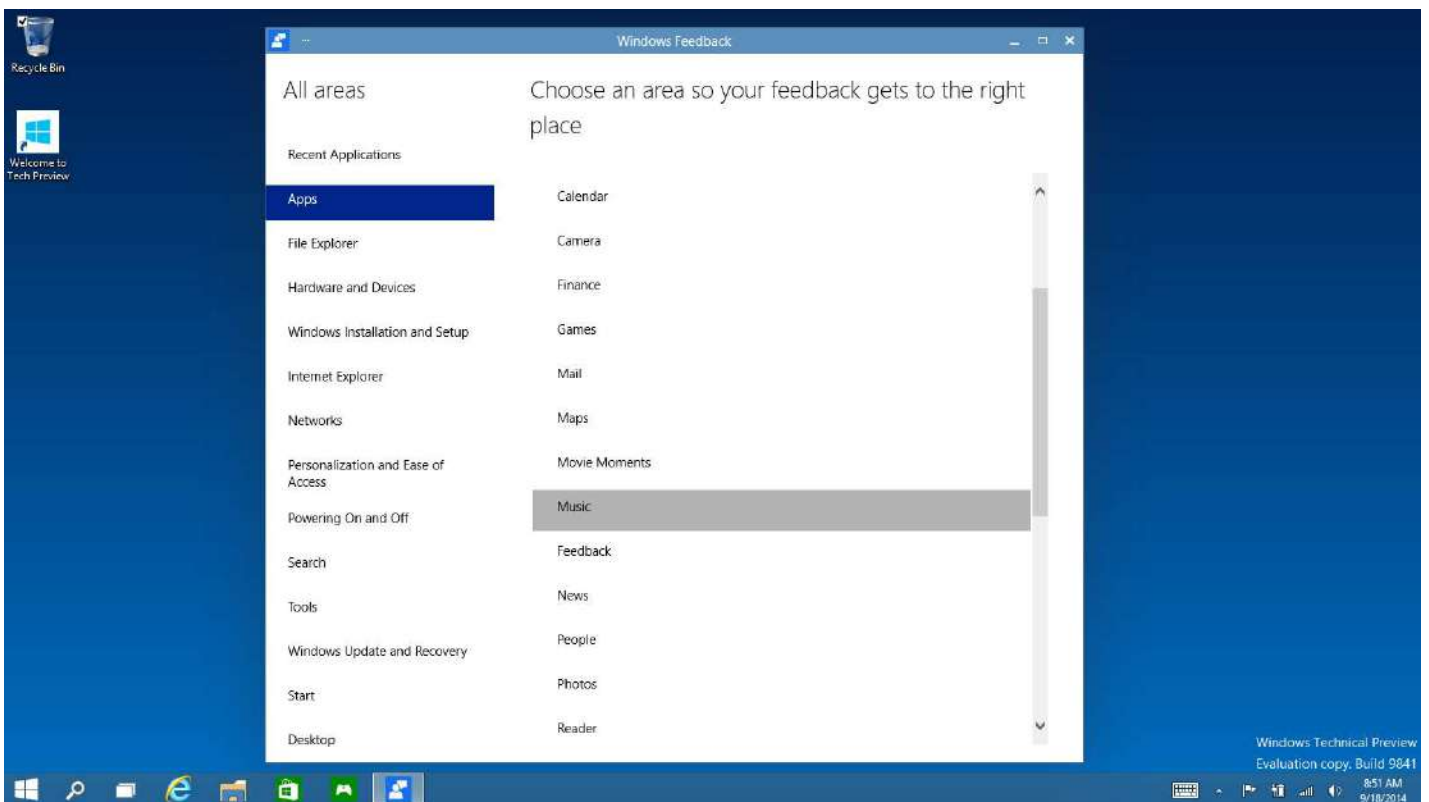 Recycle Bin
Welcome to
Tech Preview
Windows Feedback
All areas
Recent Applications
Apps
File Explorer
Hardware and Devices
Windows Installation and Setup
Internet Explorer
Networks
Personalization and Ease of
Access
Powering On and Off
Search
Tools
Windows Update and Recovery
Start
Desktop
Choose an area so your feedback gets to the right
place
Calendar
Camera
Finance
Games
Mail
Maps
Movie Moments
Music
Feedback
News
People
Photos
Reader
Windows Technical Preview
Evaluation copy. Build 9841
8:51 AM
9/18/2014